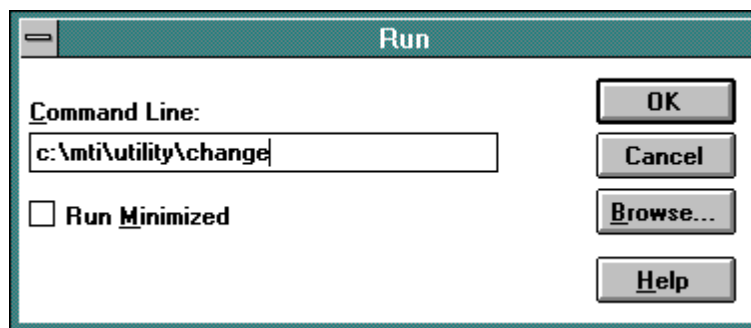 Run
Command Line:
c:\mti\utility\change
Run Minimized
OK
Cancel
Browse...
Help